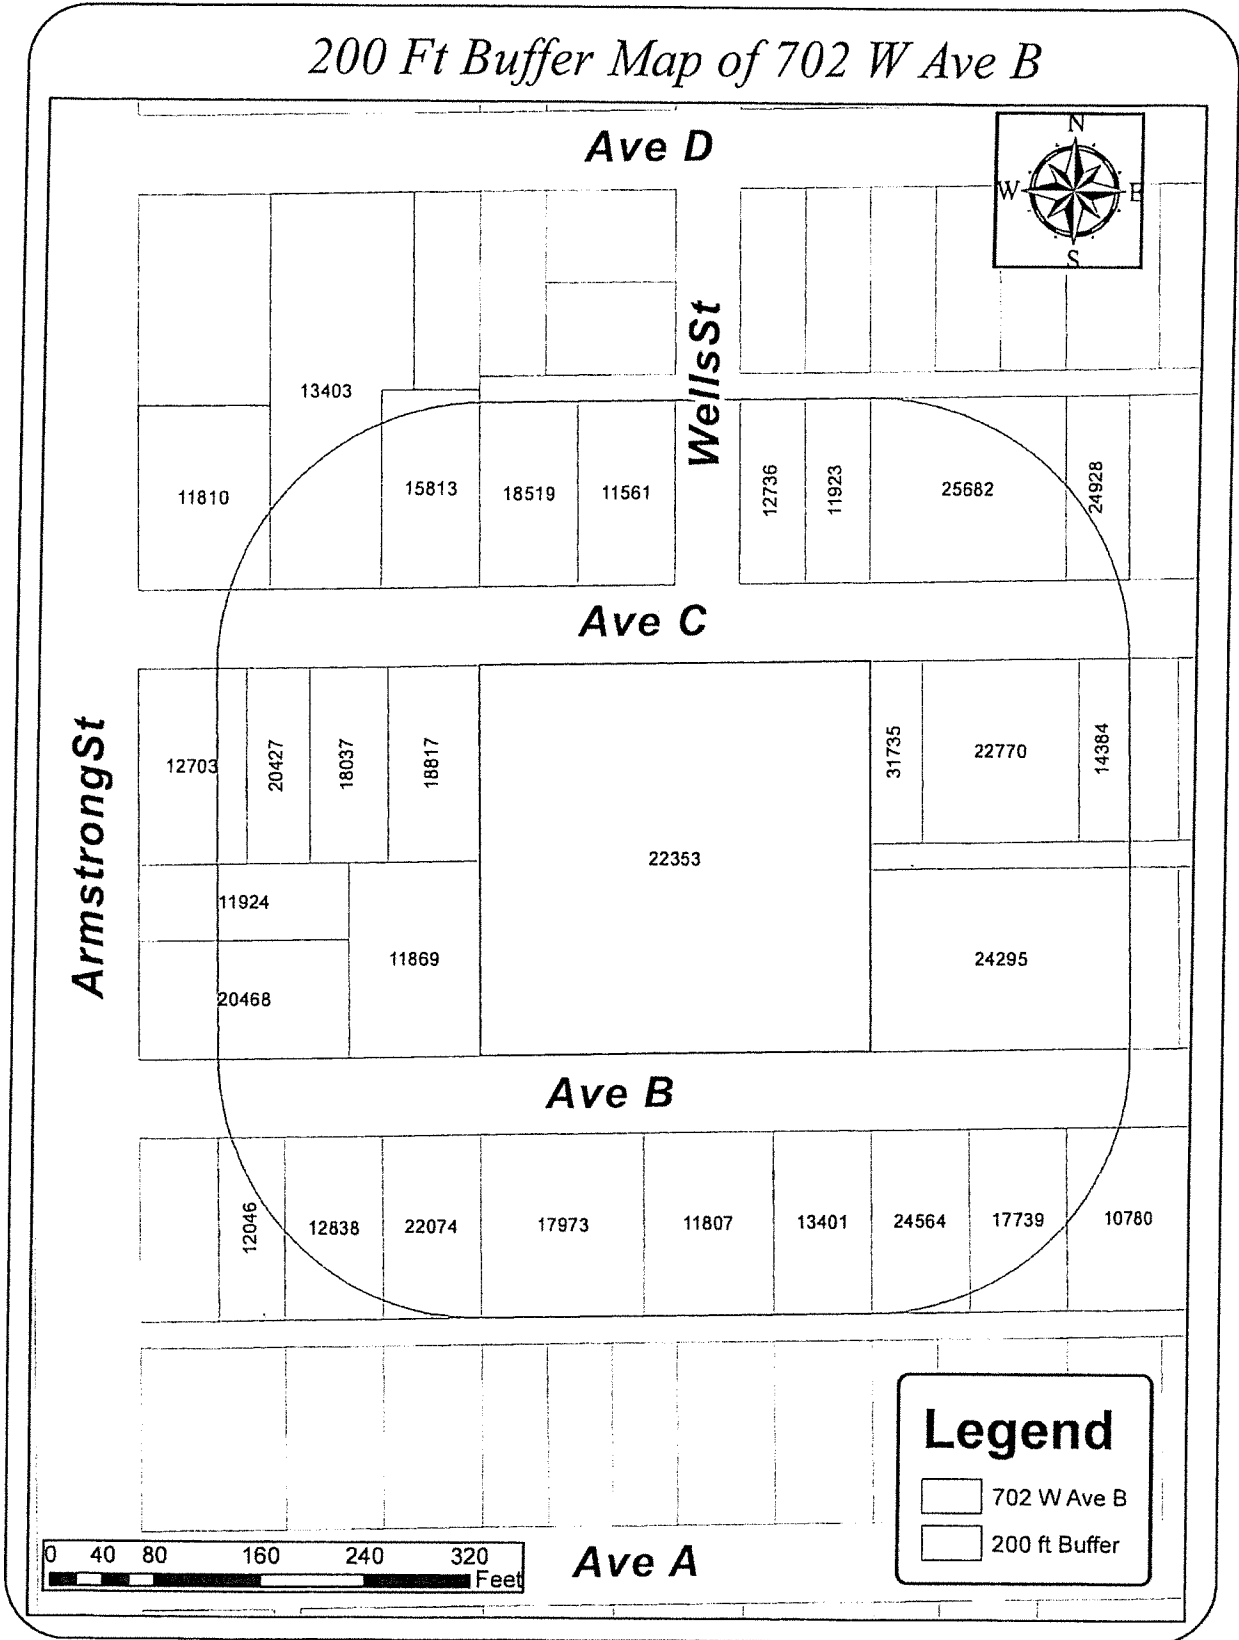 200 Ft Buffer Map of 702 W Ave B
Ave D
N
W
E
S
WellsSt
13403
11810
15813
18519
11561
12736
11923
25682
24928
Ave C
ArmstrongSt
12703
20427
18037
18817
31735
22770
14384
22353
11924
11869
24295
20468
Ave B
12046
12838
22074
17973
11807
13401
24564
17739
10780
Legend
702 W Ave B
200 ft Buffer
0 40 80 160 240 320
Feet
Ave A